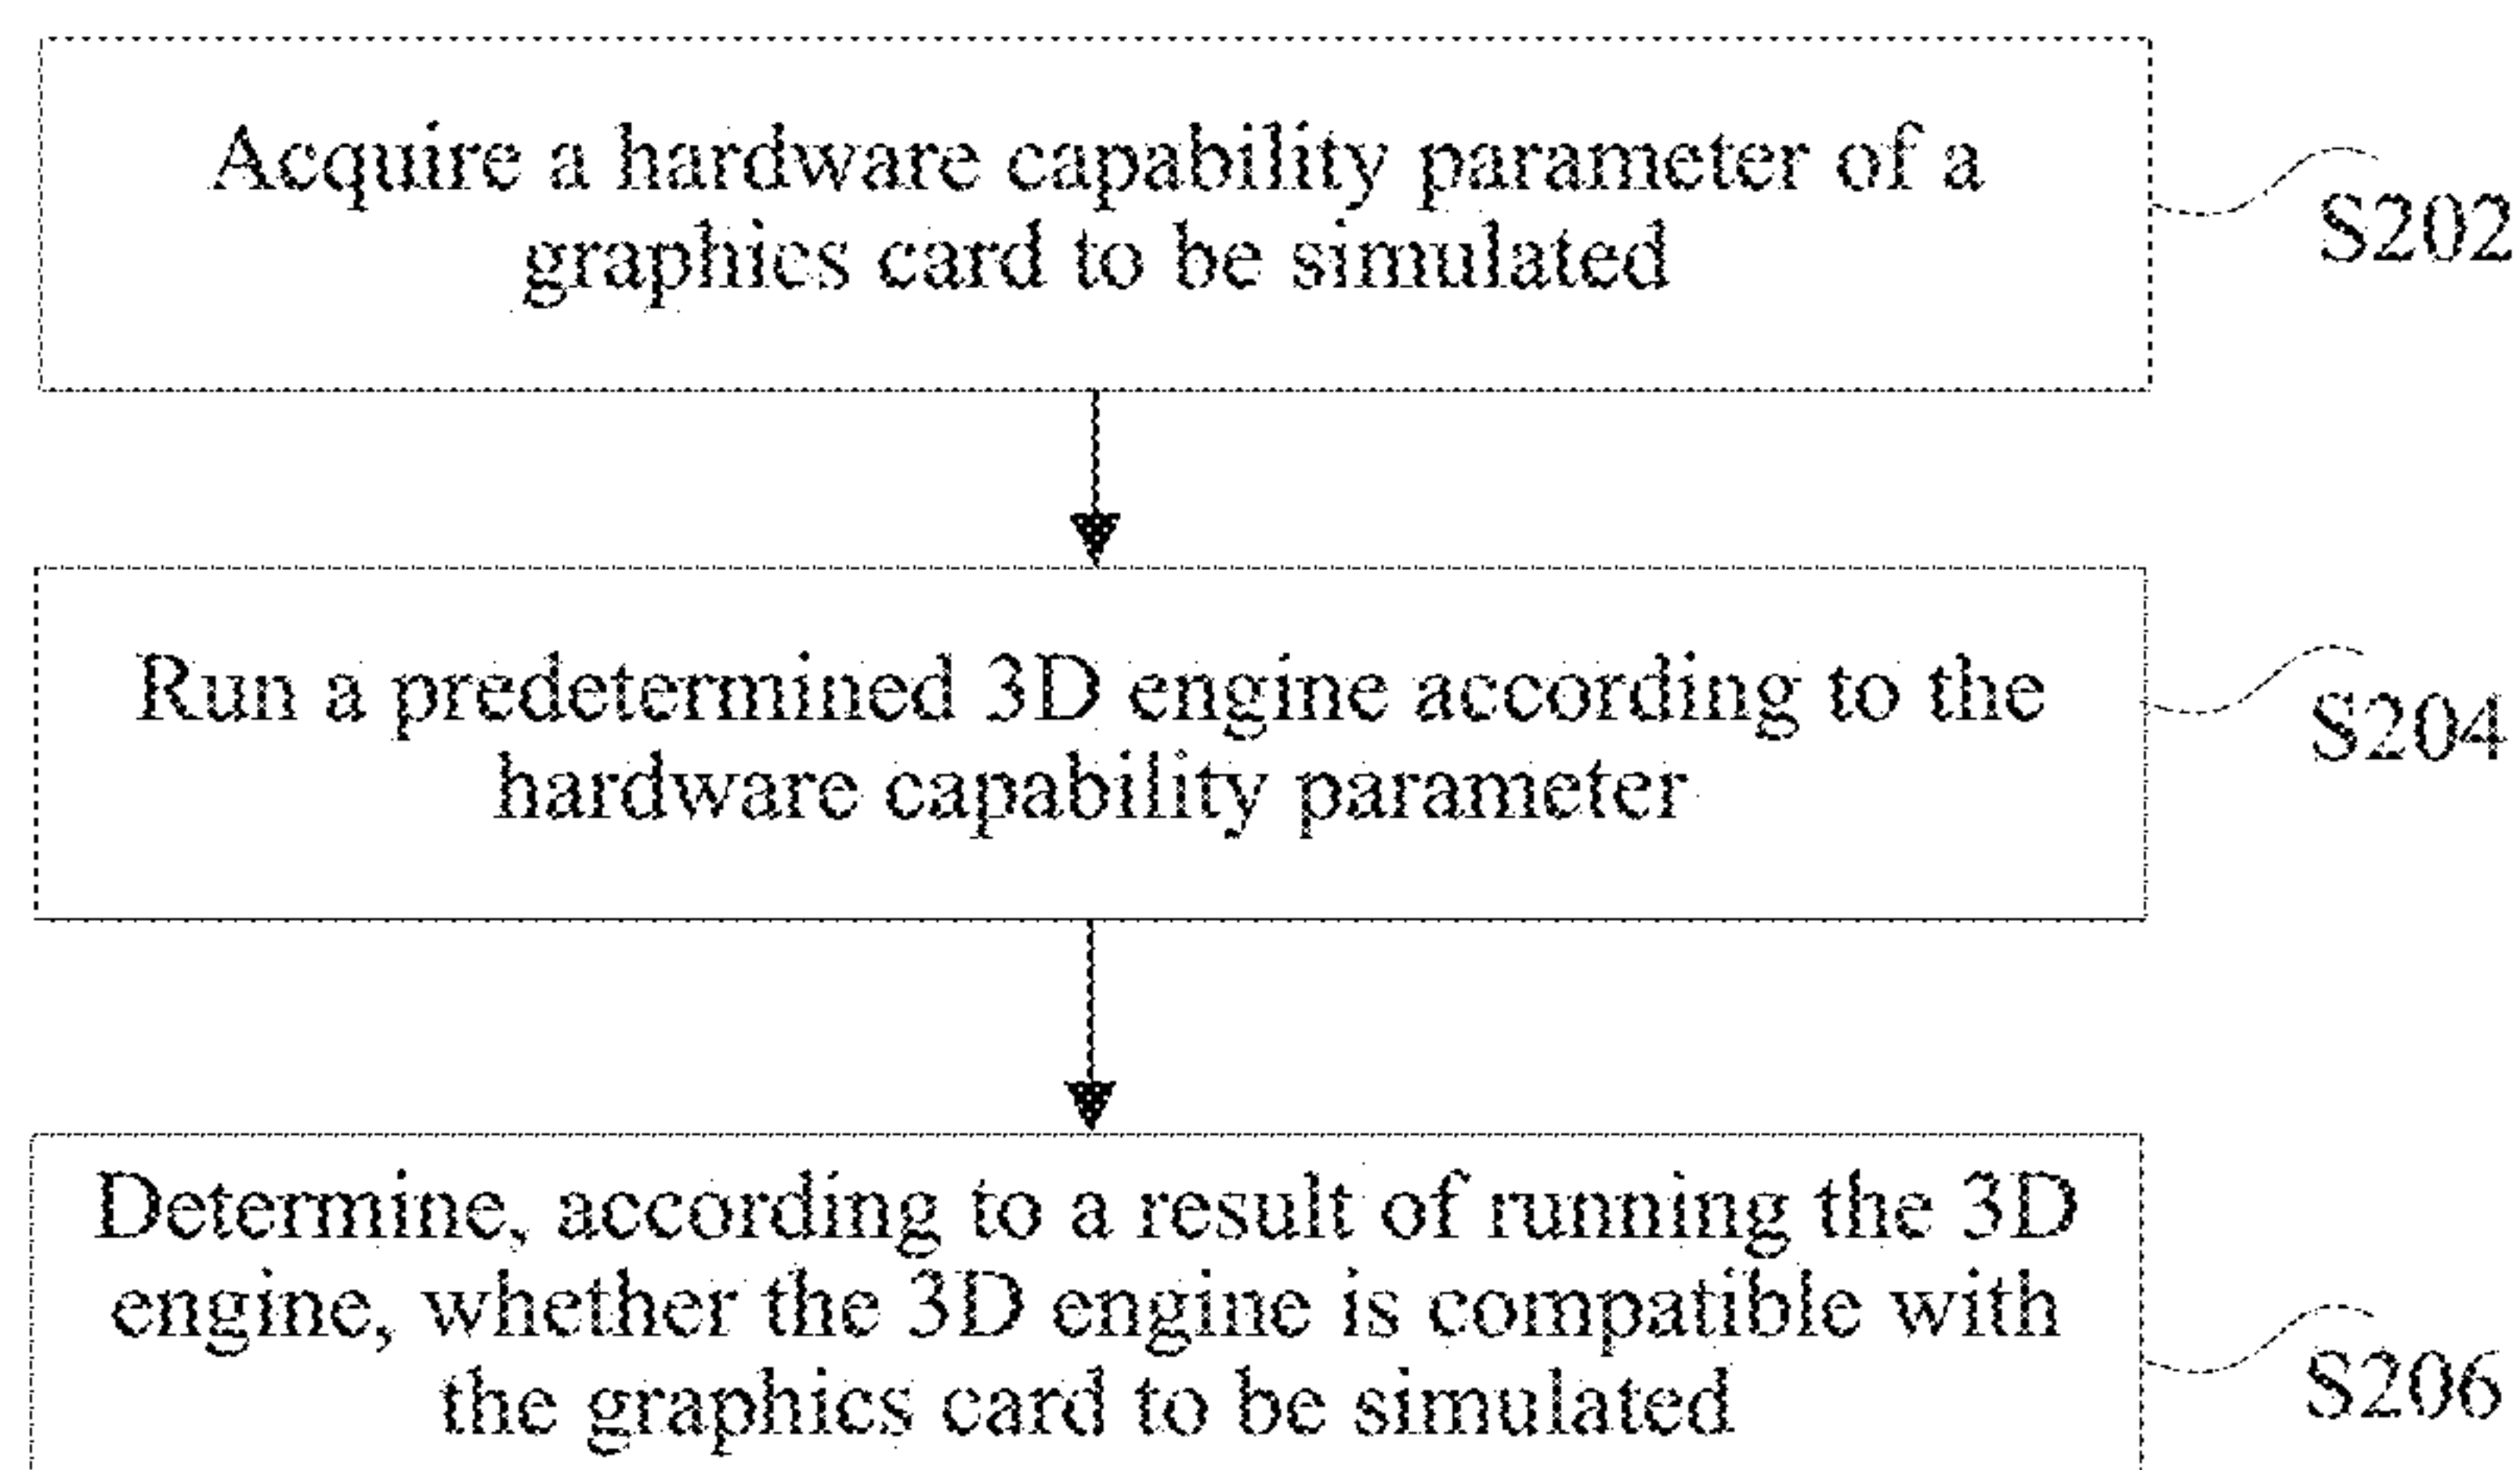 Acquire a hardware capability parameter of a
graphics card to be simulated
S202
Run a predetermined 3D engine according to the
hardware capability parameter
S204
Determine, according to a result of running the 3D
engine, whether the 3D engine is compatible with
the graphics card to be simulated
S206